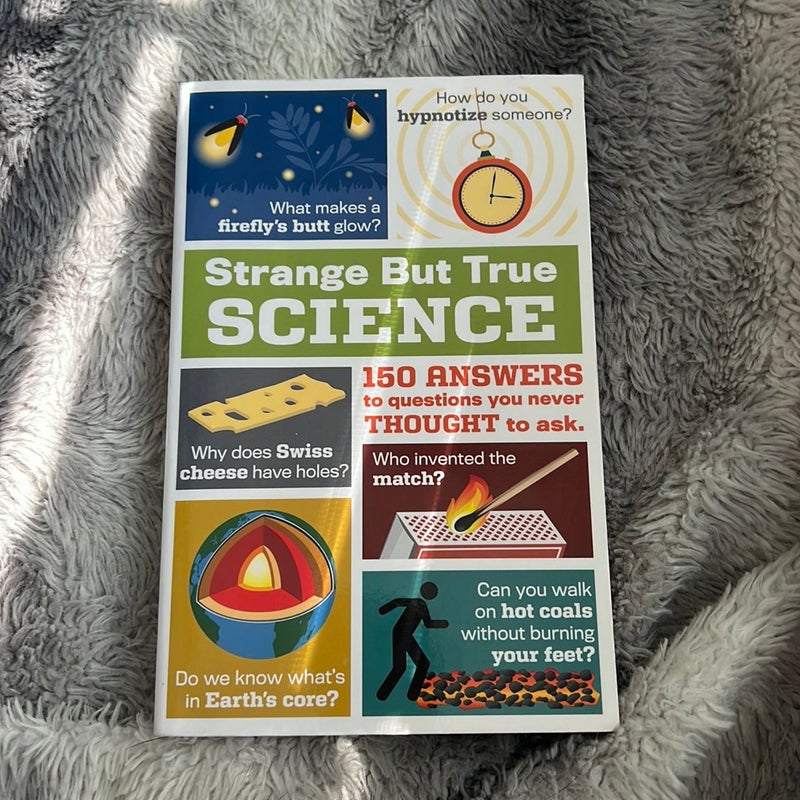 What makes a
firefly's butt glow?
How do you
hypnotize someone?
Strange But True
SCIENCE
Why does Swiss
cheese have holes?
150 ANSWERS
to questions you never
THOUGHT to ask.
Who invented the
match?
Do we know what's
in Earth's core?
Can you walk
on hot coals
without burning
your feet?